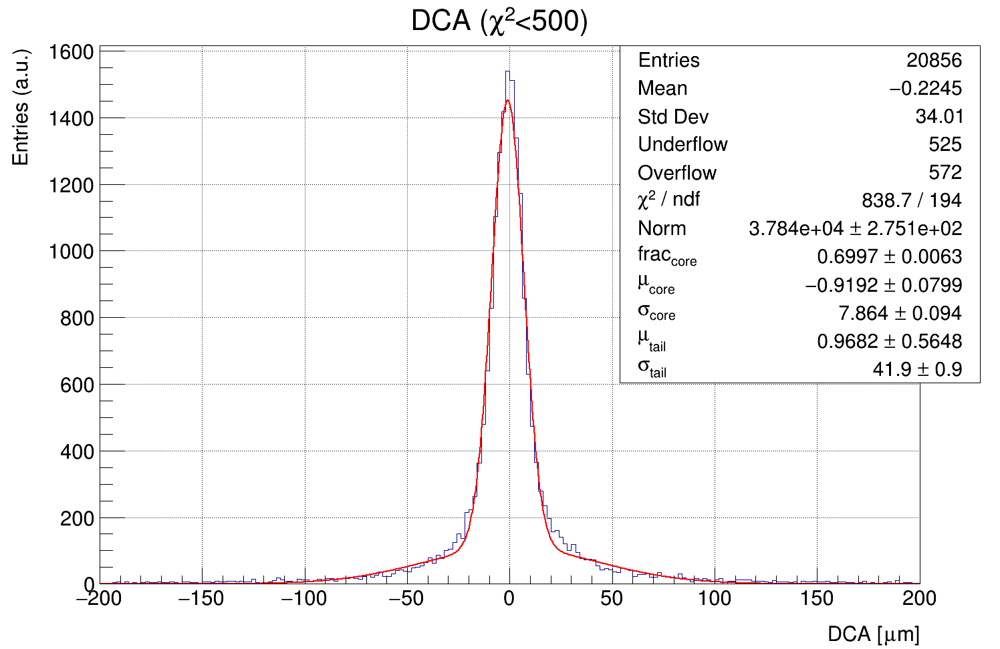 DCA (χ²<500)
Entries (a.u.)
1600
1400
1200
1000
800
600
400
200
0
−200 −150 −100 −50 0 50 100 150 200
DCA [μm]
Entries 20856
Mean −0.2245
Std Dev 34.01
Underflow 525
Overflow 572
χ² / ndf 838.7 / 194
Norm 3.784e+04 ± 2.751e+02
frac_core 0.6997 ± 0.0063
μ_core −0.9192 ± 0.0799
σ_core 7.864 ± 0.094
μ_tail 0.9682 ± 0.5648
σ_tail 41.9 ± 0.9